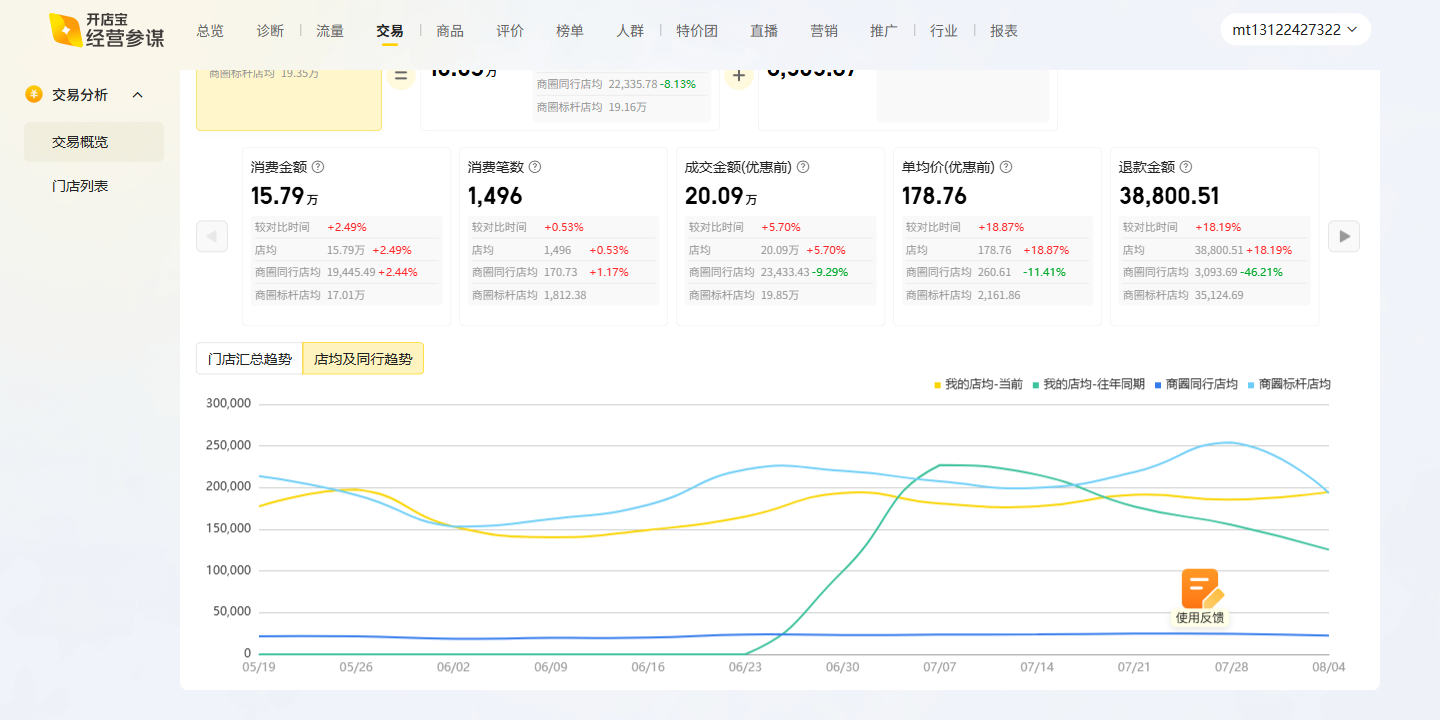 开店宝
经营参谋
总览 诊断 流量 交易 商品 评价 榜单 人群 特价团 直播 营销 推广 行业 报表
mt13122427322
交易分析
交易概览
门店列表
商圈标杆店均 19.35万
=
万
商圈同行店均 22,335.78 -8.13%
商圈标杆店均 19.16万
+
消费金额
15.79 万
较对比时间 +2.49%
店均 15.79万 +2.49%
商圈同行店均 19,445.49 +2.44%
商圈标杆店均 17.01万
消费笔数
1,496
较对比时间 +0.53%
店均 1,496 +0.53%
商圈同行店均 170.73 +1.17%
商圈标杆店均 1,812.38
成交金额(优惠前)
20.09 万
较对比时间 +5.70%
店均 20.09万 +5.70%
商圈同行店均 23,433.43 -9.29%
商圈标杆店均 19.85万
单均价(优惠前)
178.76
较对比时间 +18.87%
店均 178.76 +18.87%
商圈同行店均 260.61 -11.41%
商圈标杆店均 2,161.86
退款金额
38,800.51
较对比时间 +18.19%
店均 38,800.51 +18.19%
商圈同行店均 3,093.69 -46.21%
商圈标杆店均 35,124.69
门店汇总趋势 店均及同行趋势
我的店均-当前 我的店均-往年同期 商圈同行店均 商圈标杆店均
300,000
250,000
200,000
150,000
100,000
50,000
0
05/19 05/26 06/02 06/09 06/16 06/23 06/30 07/07 07/14 07/21 07/28 08/04
使用反馈